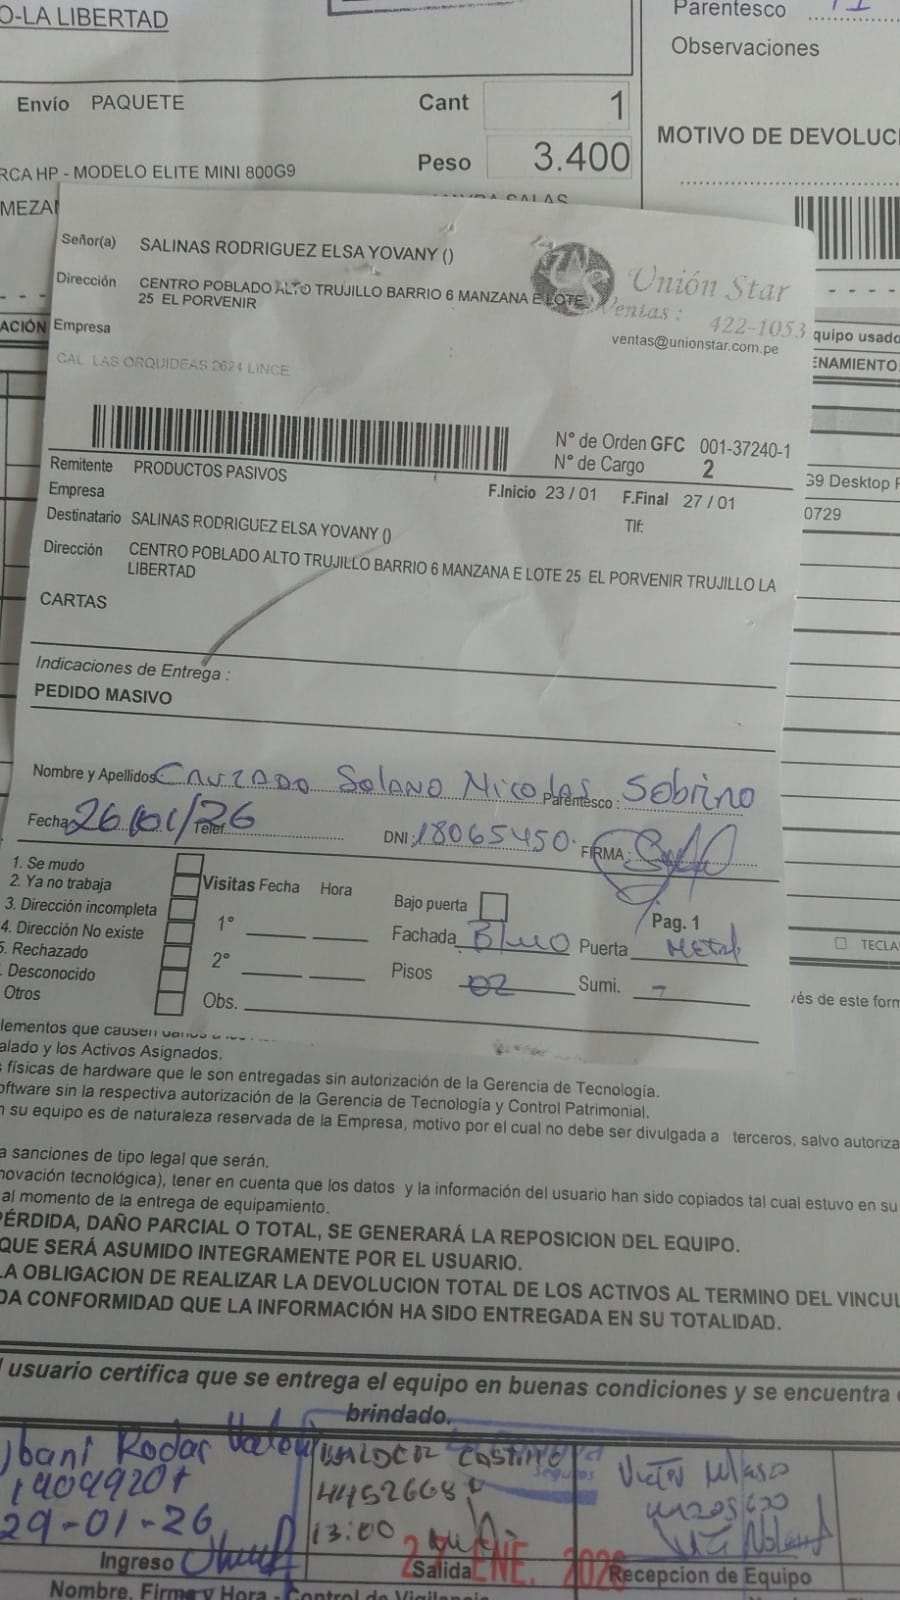 O-LA LIBERTAD
Parentesco
Observaciones
Envío PAQUETE
Cant 1
MOTIVO DE DEVOLUCI
Peso 3.400
RCA HP - MODELO ELITE MINI 800G9
MEZAN
SALAS
Señor(a) SALINAS RODRIGUEZ ELSA YOVANY ()
Dirección CENTRO POBLADO ALTO TRUJILLO BARRIO 6 MANZANA E LOTE
25 EL PORVENIR
Unión Star
Ventas : 422-1053
ventas@unionstar.com.pe
ACIÓN
Empresa
quipo usado
ENAMIENTO
CAL LAS ORQUIDEAS 2624 LINCE
N° de Orden GFC 001-37240-1
N° de Cargo 2
Remitente PRODUCTOS PASIVOS
Empresa
F.Inicio 23 / 01 F.Final 27 / 01
G9 Desktop
0729
Destinatario SALINAS RODRIGUEZ ELSA YOVANY ()
Tlf:
Dirección CENTRO POBLADO ALTO TRUJILLO BARRIO 6 MANZANA E LOTE 25 EL PORVENIR TRUJILLO LA
LIBERTAD
CARTAS
Indicaciones de Entrega :
PEDIDO MASIVO
Nombre y Apellidos: Cauzado Solano Nicolas Parentesco : Sobrino
Fecha 26/01/26 Telef. DNI: 18065450. FIRMA:
1. Se mudo
2. Ya no trabaja
3. Dirección incompleta
4. Dirección No existe
5. Rechazado
. Desconocido
Otros
Visitas Fecha Hora
1°
2°
Obs.
Bajo puerta
Pag. 1
Fachada Blanco Puerta Metal
Pisos 02 Sumi. -
TECLA
vés de este form
lementos que causen
alado y los Activos Asignados.
s físicas de hardware que le son entregadas sin autorización de la Gerencia de Tecnología.
oftware sin la respectiva autorización de la Gerencia de Tecnología y Control Patrimonial.
n su equipo es de naturaleza reservada de la Empresa, motivo por el cual no debe ser divulgada a terceros, salvo autoriza
a sanciones de tipo legal que serán.
novación tecnológica), tener en cuenta que los datos y la información del usuario han sido copiados tal cual estuvo en su
al momento de la entrega de equipamiento.
PÉRDIDA, DAÑO PARCIAL O TOTAL, SE GENERARÁ LA REPOSICION DEL EQUIPO.
QUE SERÁ ASUMIDO INTEGRAMENTE POR EL USUARIO.
LA OBLIGACION DE REALIZAR LA DEVOLUCION TOTAL DE LOS ACTIVOS AL TERMINO DEL VINCUL
DA CONFORMIDAD QUE LA INFORMACIÓN HA SIDO ENTREGADA EN SU TOTALIDAD.
l usuario certifica que se entrega el equipo en buenas condiciones y se encuentra
brindado.
29-01-26
13:00
27 ENE. 2026
Ingreso
Salida
Recepcion de Equipo
Nombre, Firma y Hora - Control de Vigilancia